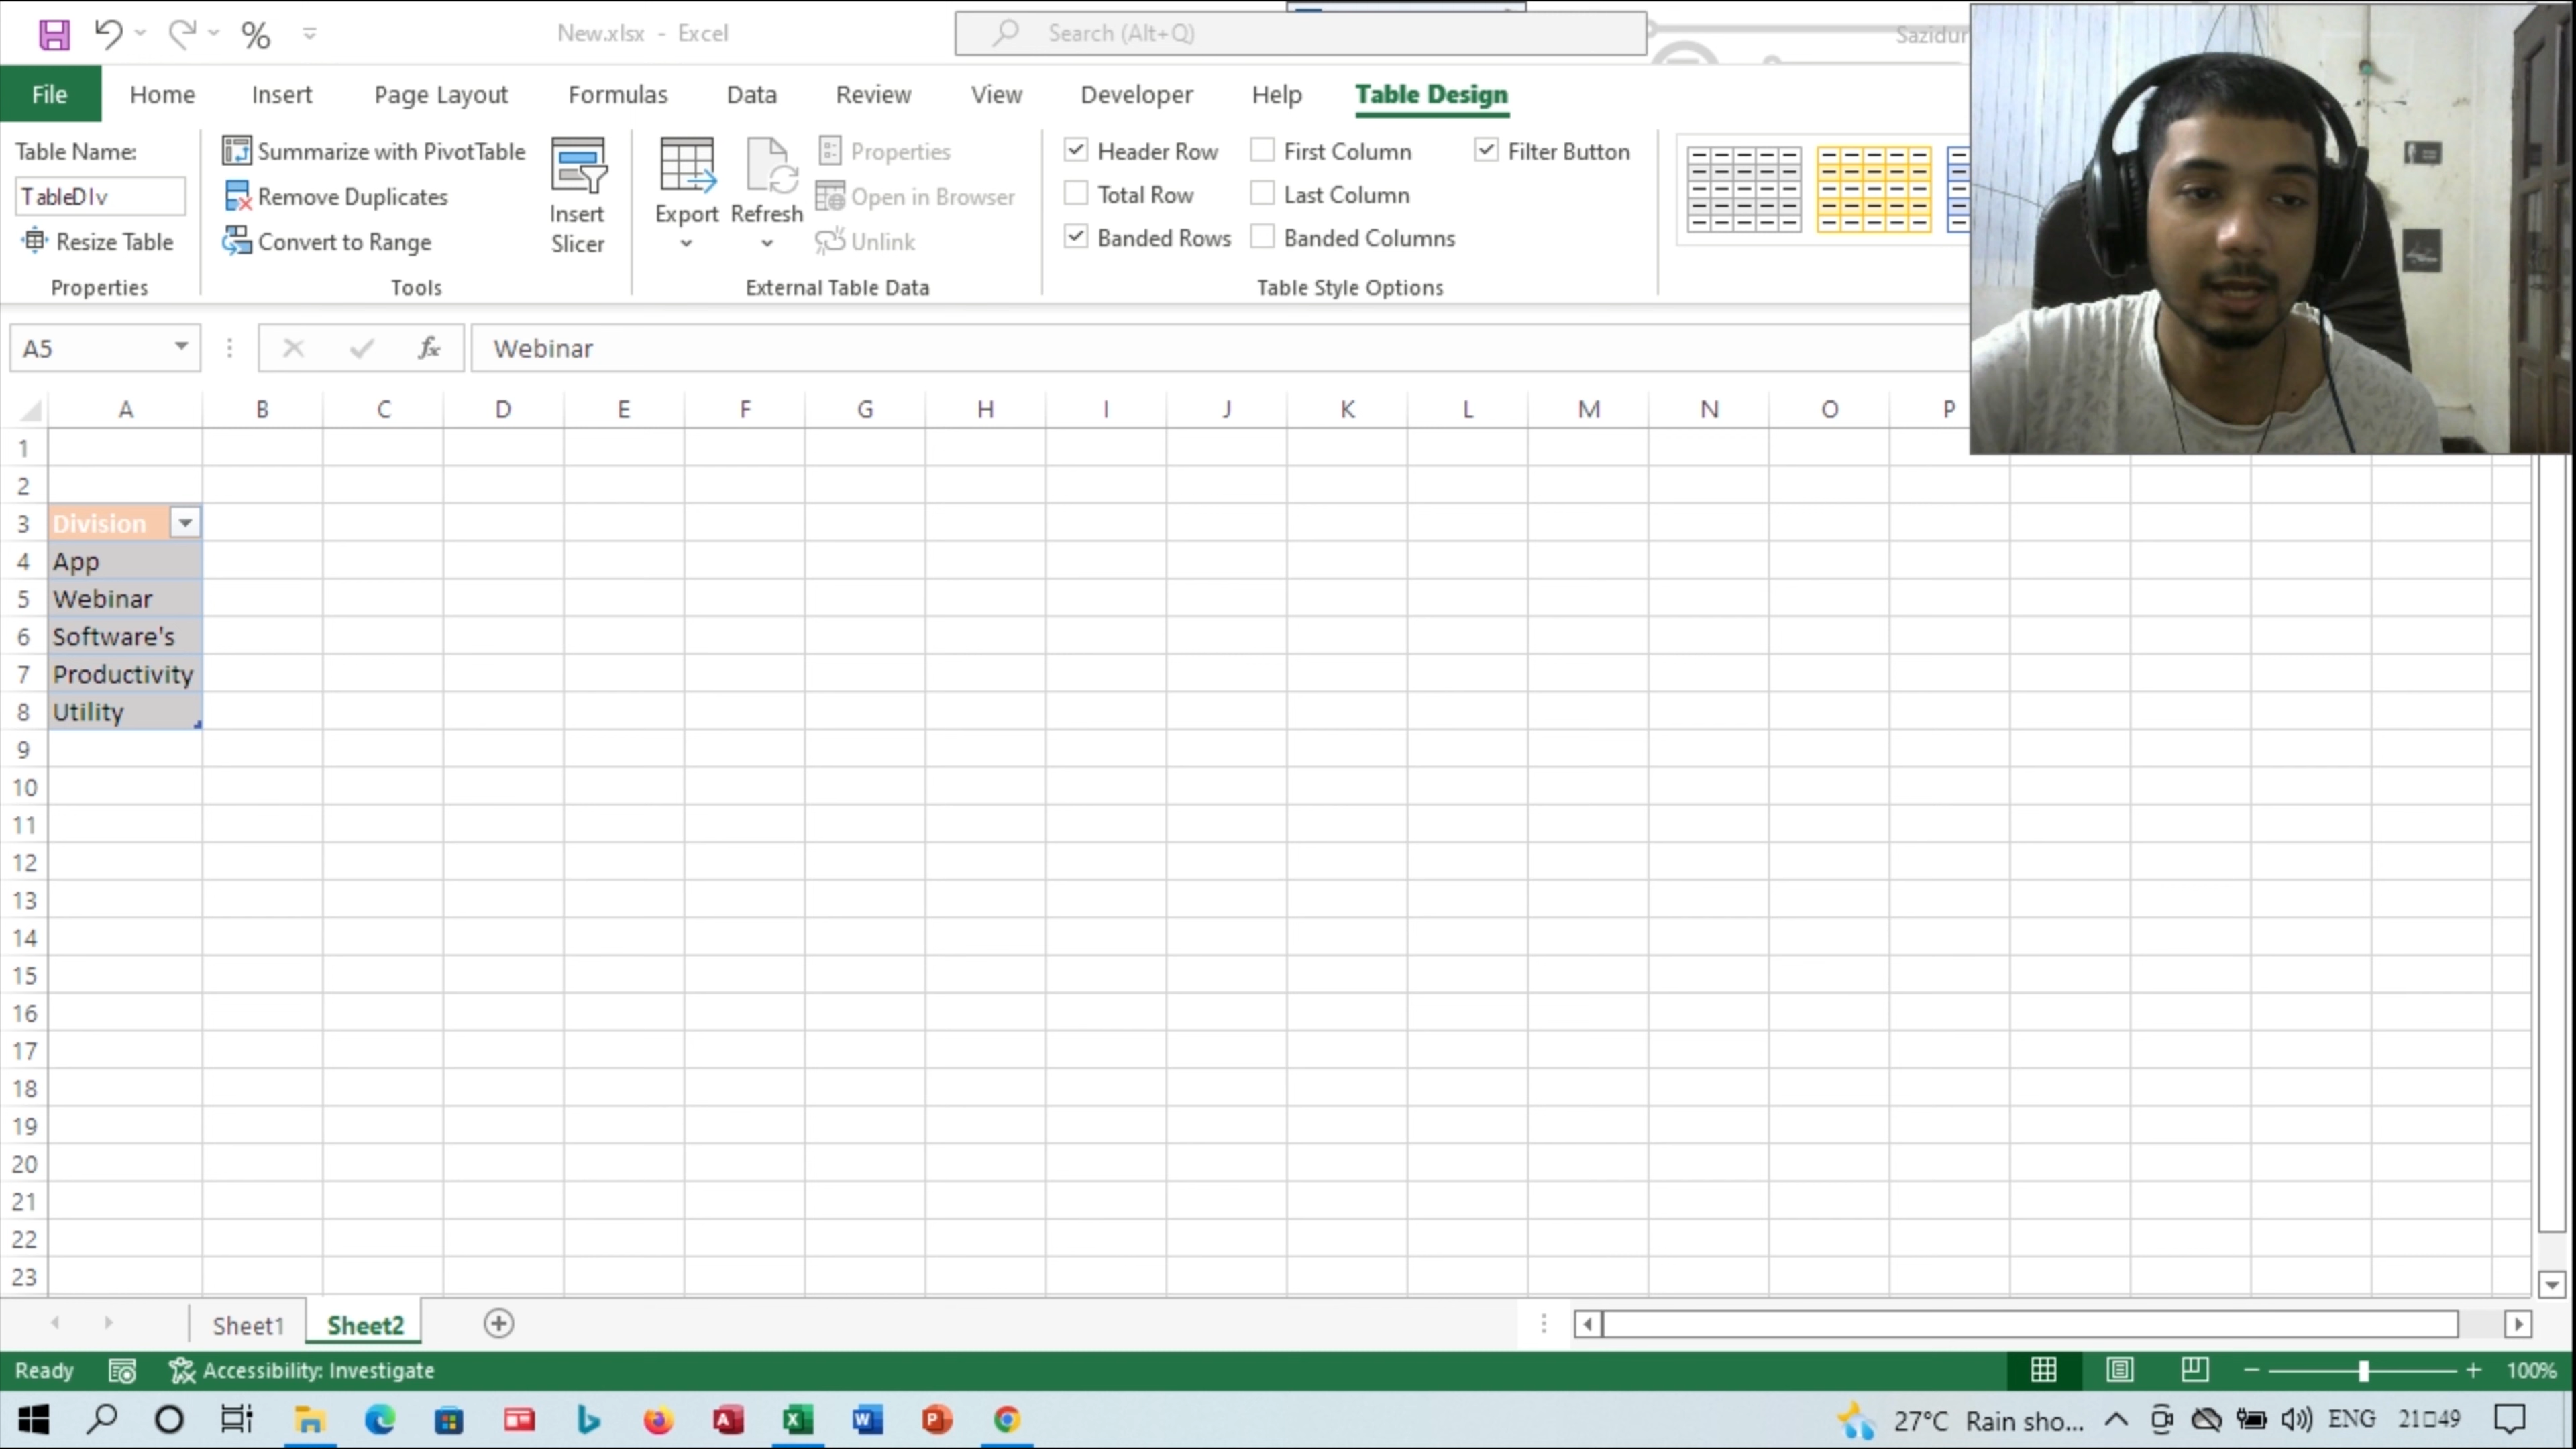 New.xlsx - Excel
Search (Alt+Q)
Sazidur
File Home Insert Page Layout Formulas Data Review View Developer Help Table Design
Table Name:
TableDIv
Resize Table
Properties
Summarize with PivotTable
Remove Duplicates
Convert to Range
Tools
Insert
Slicer
Export
Refresh
Properties
Open in Browser
Unlink
External Table Data
Header Row
Total Row
Banded Rows
First Column
Last Column
Banded Columns
Filter Button
Table Style Options
A5
fx
Webinar
A B C D E F G H I J K L M N O P
1
2
3 Division
4 App
5 Webinar
6 Software's
7 Productivity
8 Utility
9
10
11
12
13
14
15
16
17
18
19
20
21
22
23
Sheet1 Sheet2
Ready Accessibility: Investigate 100%
27°C Rain sho... ENG 21□49